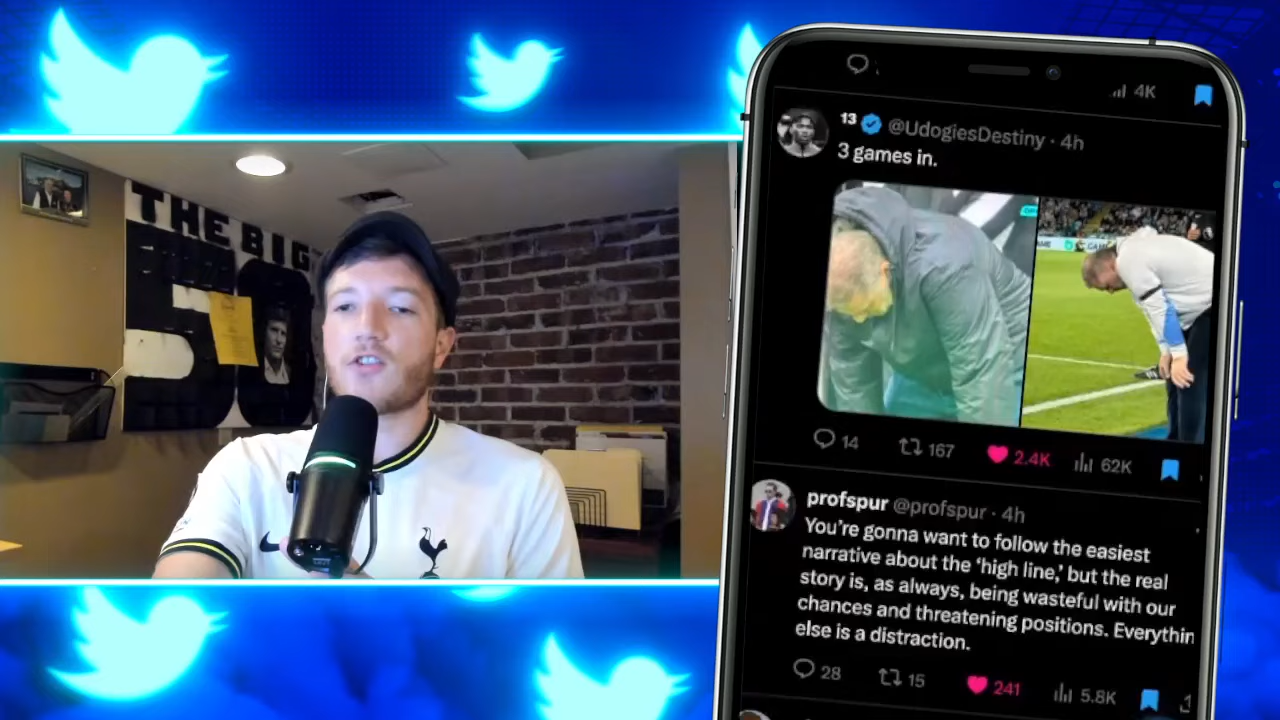 THE BIG
50
4K
13 @UdogiesDestiny · 4h
3 games in.
14 167 2.4K 62K
profspur @profspur · 4h
You're gonna want to follow the easiest
narrative about the 'high line,' but the real
story is, as always, being wasteful with our
chances and threatening positions. Everythin
else is a distraction.
28 15 241 5.8K